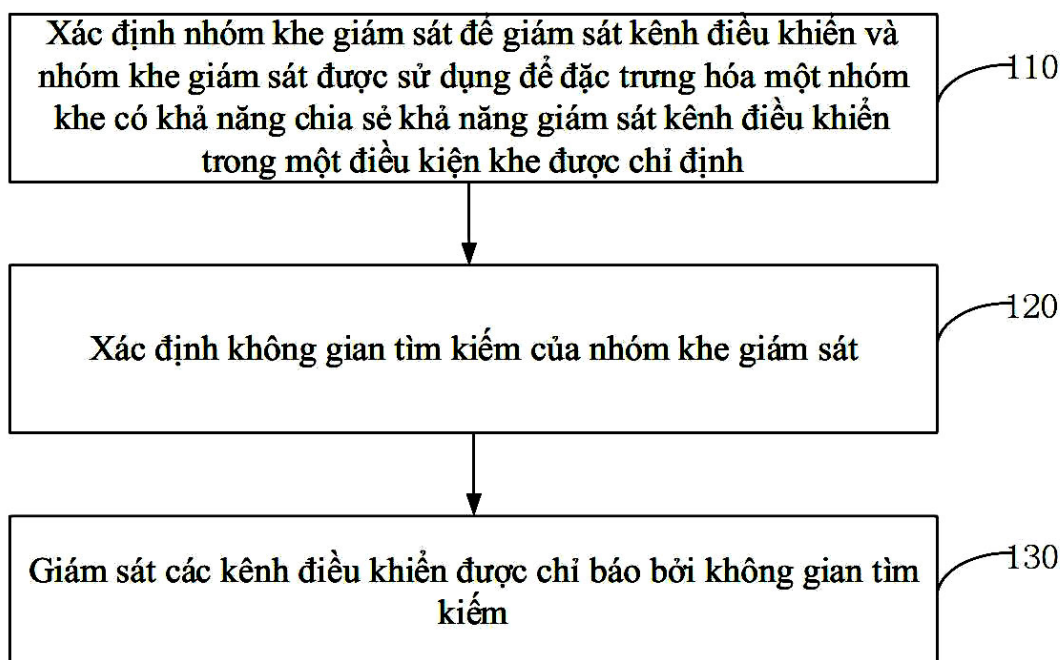 Xác định nhóm khe giám sát để giám sát kênh điều khiển và
nhóm khe giám sát được sử dụng để đặc trưng hóa một nhóm
khe có khả năng chia sẻ khả năng giám sát kênh điều khiển
trong một điều kiện khe được chỉ định
110
Xác định không gian tìm kiếm của nhóm khe giám sát
120
Giám sát các kênh điều khiển được chỉ báo bởi không gian tìm
kiếm
130